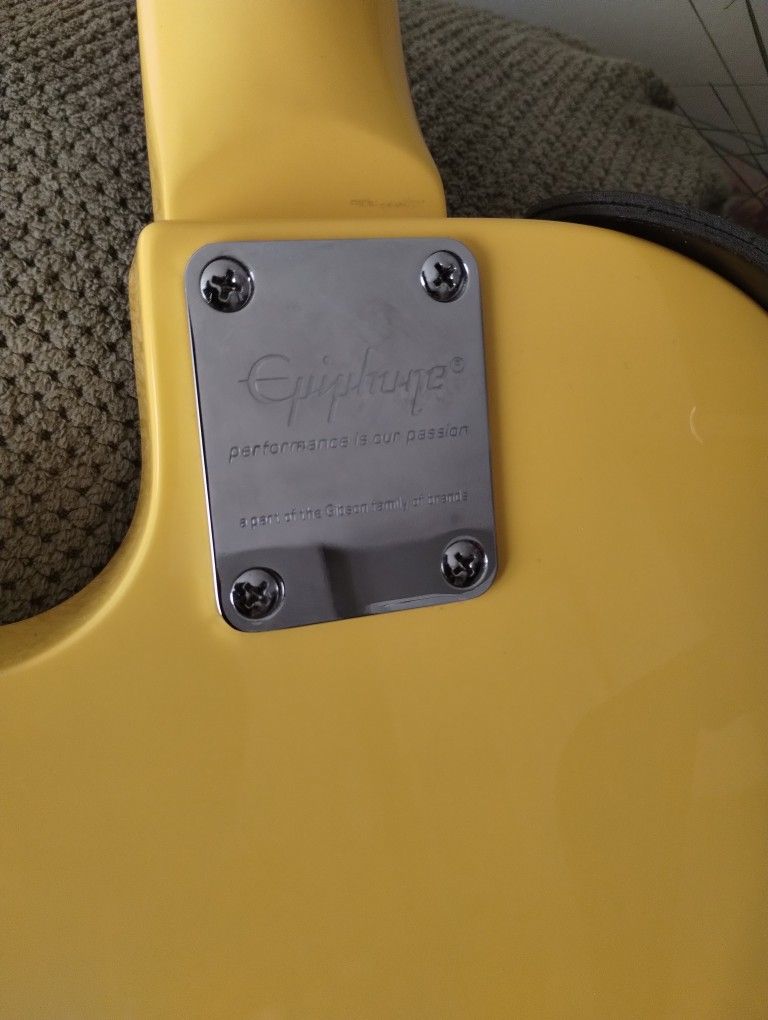 Epiphone®
performance is our passion
a part of the Gibson family of brands